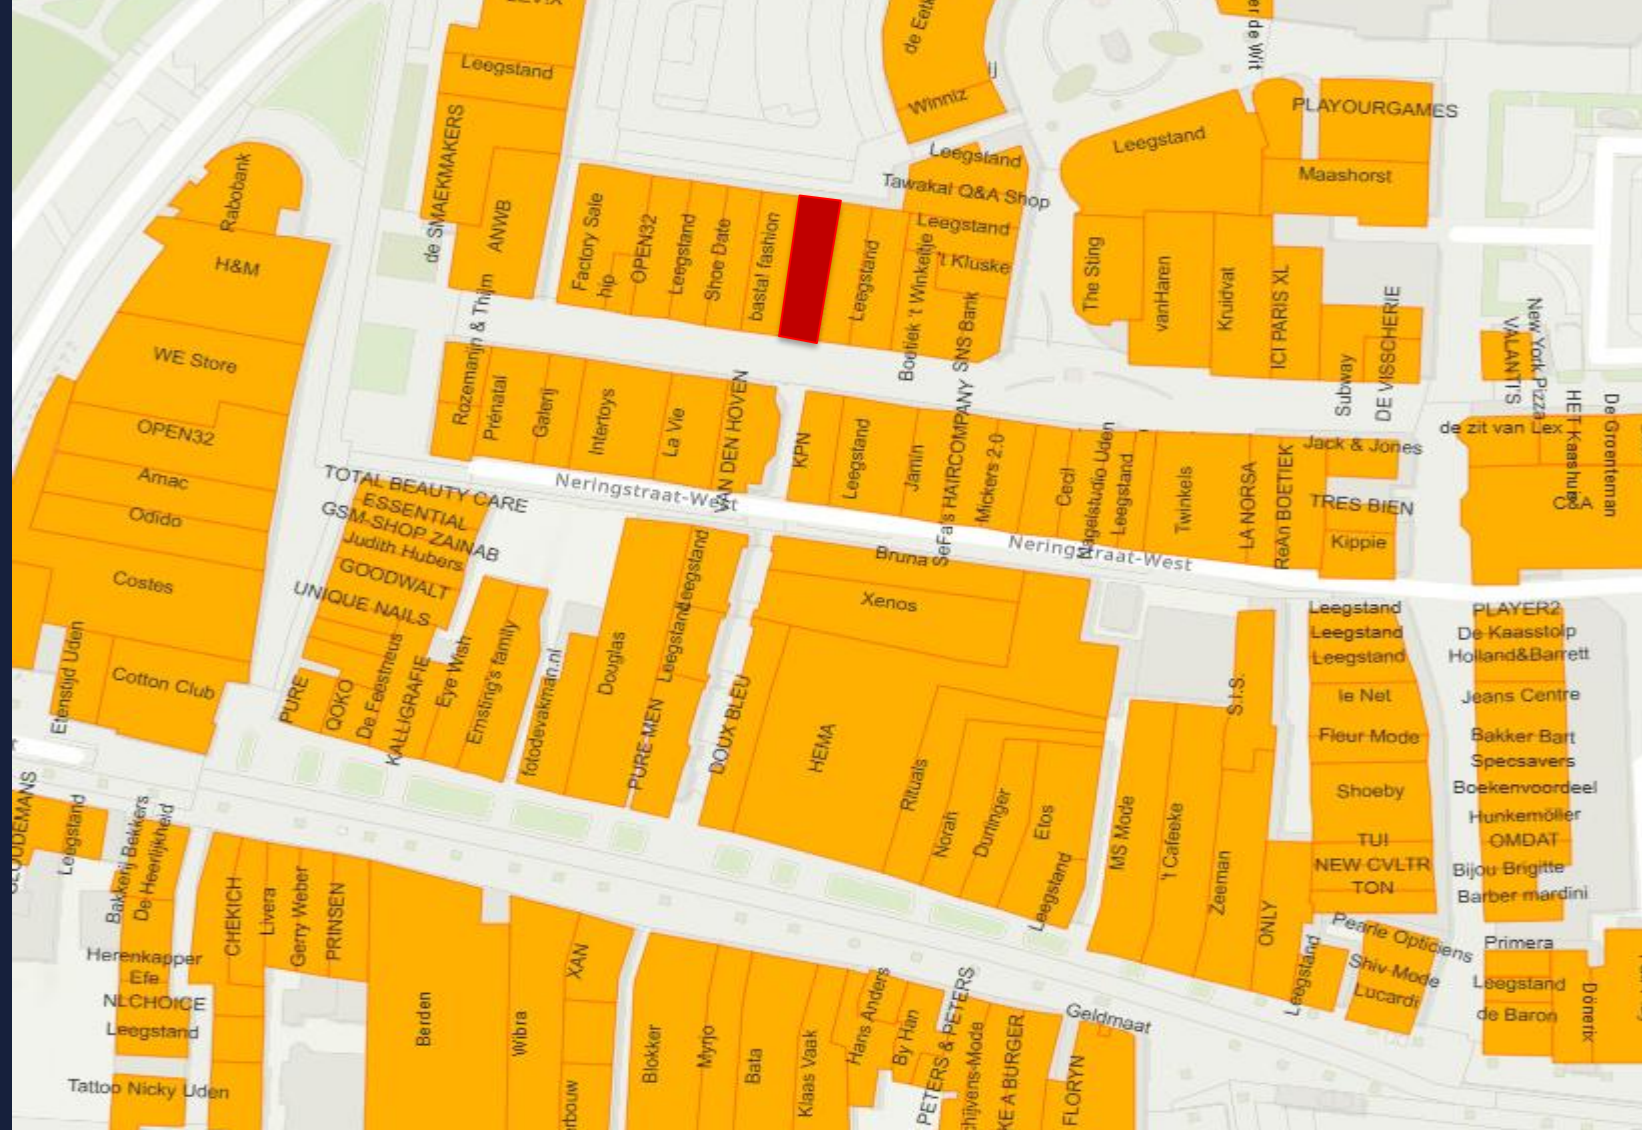 Leegstand
de SMAEKMAKERS
ANWB
Rabobank
H&M
WE Store
OPEN32
Amac
Odido
Costes
Cotton Club
Etenstijd Uden
Winniz
Leegstand
Tawakal Q&A Shop
Leegstand
't Kluske
Boetiek 't Winkeltje
SNS Bank
Factory Sale
hip
OPEN32
Leegstand
Shoe Date
basta! fashion
Leegstand
Leegstand
PLAYOURGAMES
Maashorst
The Sting
vanHaren
Kruidvat
ICI PARIS XL
Subway
DE VISSCHERIE
VALANTIS
New York Pizza
HET Kaashuis
De Groenteman
de zit van Lex
C&A
Rozemarijn & Thijm
Prénatal
Galerij
Intertoys
La Vie
VAN DEN HOVEN
KPN
Leegstand
Jamin
SeFa's HAIRCOMPANY
Mickers 2.0
Cecil
Nagelstudio Uden
Leegstand
Twinkels
LA NORSA
ReAn BOETIEK
Jack & Jones
TRES BIEN
Kippie
Neringstraat-West
Neringstraat-West
TOTAL BEAUTY CARE
ESSENTIAL
GSM-SHOP ZAINAB
Judith Hubers
GOODWALT
UNIQUE NAILS
PURE
QOKO
De Feestneus
KALLIGRAFIE
Eye Wish
Ernsting's family
fotodevakman.nl
Douglas
PURE MEN
Leegstand
Leegstand
DOUX BLEU
Bruna
Xenos
HEMA
Rituals
Norah
Durlinger
Etos
Leegstand
MS Mode
't Cafeeke
Zeeman
S.I.S.
ONLY
Leegstand
Leegstand
Leegstand
Leegstand
Ie Net
Fleur Mode
Shoeby
TUI
NEW CVLTR
TON
Pearle Opticiens
Shiv Mode
Lucardi
PLAYER2
De Kaasstolp
Holland&Barrett
Jeans Centre
Bakker Bart
Specsavers
Boekenvoordeel
Hunkemöller
OMDAT
Bijou Brigitte
Barber mardini
Primera
Leegstand
de Baron
Dönerix
Leegstand
Bakkerij Bekkers
De Heerlijkheid
Herenkapper
Efe
NLCHOICE
Leegstand
Tattoo Nicky Uden
CHEKICH
Livera
Gerry Weber
PRINSEN
Berden
Wibra
XAN
Blokker
Myrjo
Bata
Klaas Vaak
Hans Anders
By Han
PETERS & PETERS
Geldmaat
FLORYN